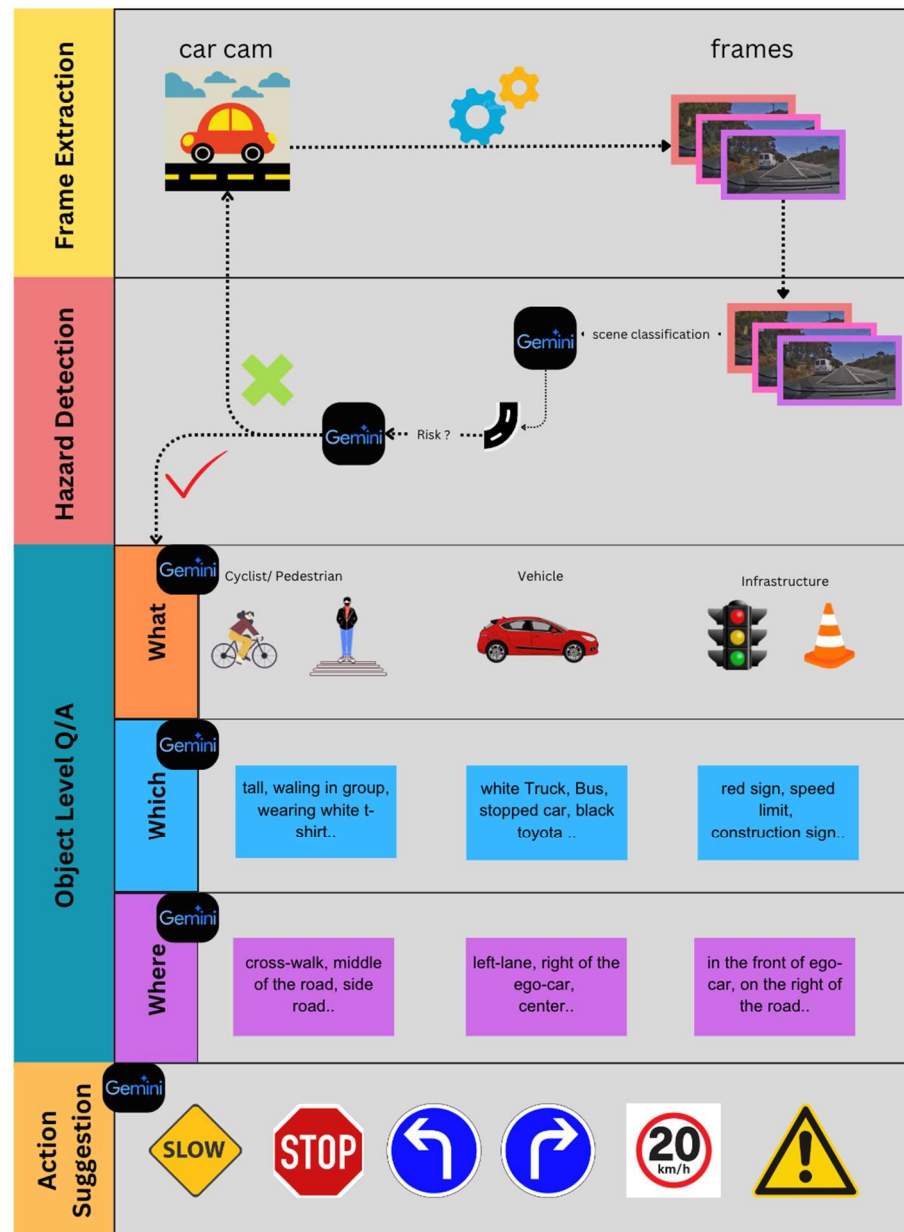 Frame Extraction
car cam
frames
Hazard Detection
Gemini
scene classification
Gemini
Risk ?
Object Level Q/A
What
Gemini
Cyclist/ Pedestrian
Vehicle
Infrastructure
Which
Gemini
tall, waling in group,
wearing white t-
shirt..
white Truck, Bus,
stopped car, black
toyota ..
red sign, speed
limit,
construction sign..
Where
Gemini
cross-walk, middle
of the road, side
road..
left-lane, right of the
ego-car,
center..
in the front of ego-
car, on the right of
the road..
Action
Suggestion
Gemini
SLOW
STOP
20
km/h